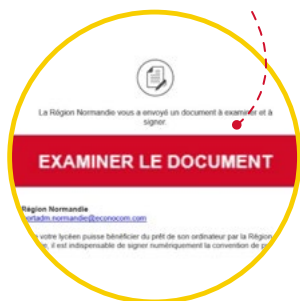 La Région Normandie vous a envoyé un document à examiner et à
signer.
EXAMINER LE DOCUMENT
Région Normandie
portadm.normandie@econocom.com
votre lycéen puisse bénéficier du prêt de son ordinateur par la Région
il est indispensable de signer numériquement la convention de